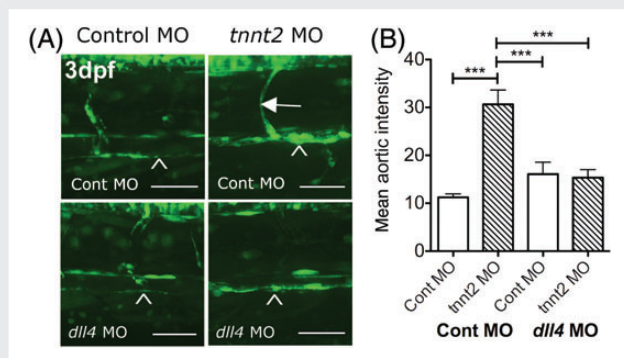 (A) Control MO tnnt2 MO
3dpf
Cont MO
Cont MO
dll4 MO
dll4 MO
(B)
***
***
***
Mean aortic intensity
40
30
20
10
0
Cont MO
tnnt2 MO
Cont MO
tnnt2 MO
Cont MO dll4 MO